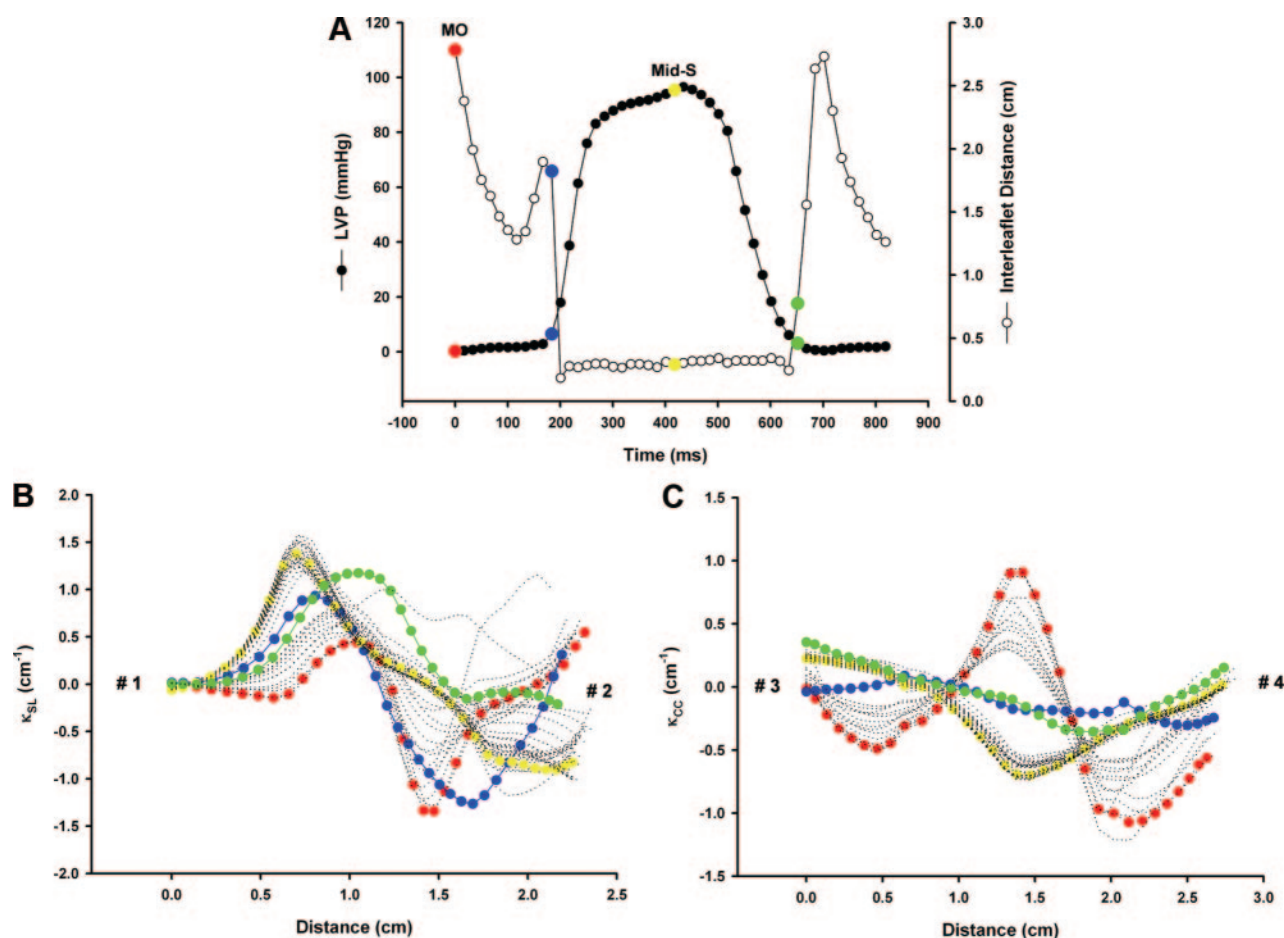 A
MO
Mid-S
120
100
80
60
40
20
0
LVP (mmHg)
3.0
2.5
2.0
1.5
1.0
0.5
0.0
Interleaflet Distance (cm)
-100 0 100 200 300 400 500 600 700 800 900
Time (ms)
B
2.0
1.5
1.0
0.5
0.0
-0.5
-1.0
-1.5
-2.0
κSL (cm-1)
# 1
# 2
0.0 0.5 1.0 1.5 2.0 2.5
Distance (cm)
C
1.5
1.0
0.5
0.0
-0.5
-1.0
-1.5
κCC (cm-1)
# 3
# 4
0.0 0.5 1.0 1.5 2.0 2.5 3.0
Distance (cm)